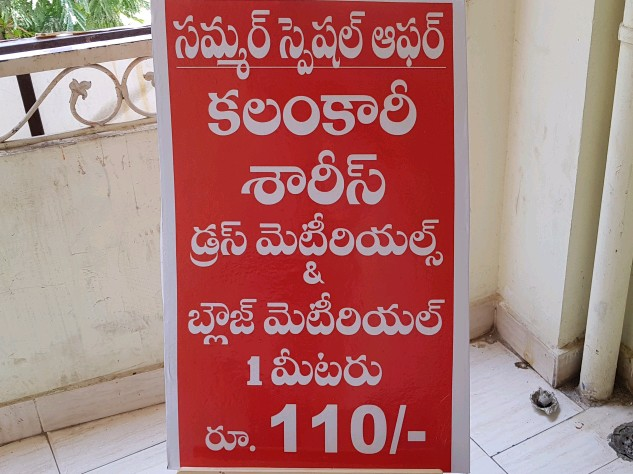 సమ్మర్ స్పెషల్ ఆఫర్
కలంకారీ
శారీస్
డ్రస్ మెటీరియల్స్
&
బ్లౌజ్ మెటీరియల్
1 మీటరు
రూ. 110/-